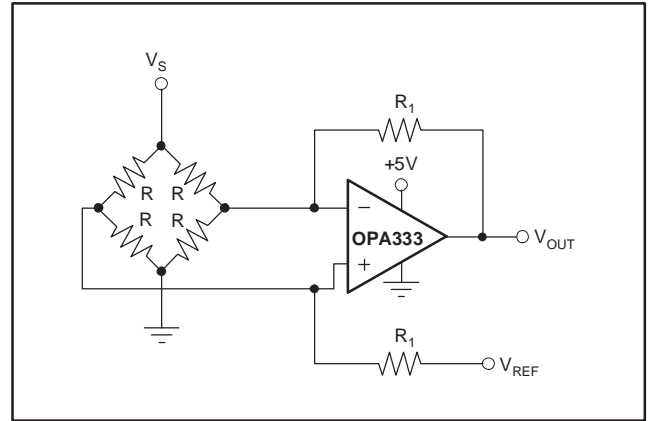 V_S
R R
R R
R_1
+5V
−
OPA333
+
V_OUT
R_1
V_REF